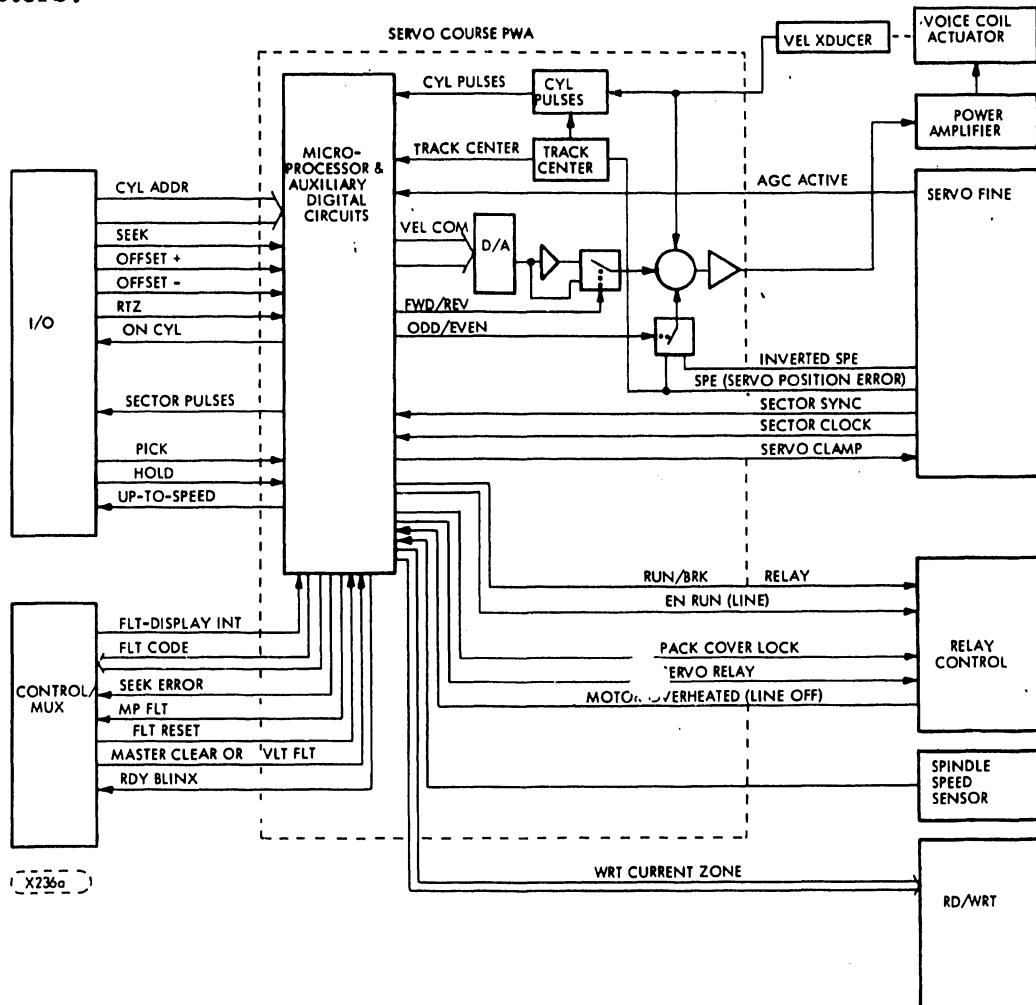 SERVO COURSE PWA
VEL XDUCER
VOICE COIL
ACTUATOR
POWER
AMPLIFIER
CYL PULSES
CYL
PULSES
TRACK CENTER
TRACK
CENTER
MICRO-
PROCESSOR &
AUXILIARY
DIGITAL
CIRCUITS
AGC ACTIVE
SERVO FINE
VEL COM
D/A
FWD/REV
ODD/EVEN
INVERTED SPE
SPE (SERVO POSITION ERROR)
SECTOR SYNC
SECTOR CLOCK
SERVO CLAMP
I/O
CYL ADDR
SEEK
OFFSET +
OFFSET -
RTZ
ON CYL
SECTOR PULSES
PICK
HOLD
UP-TO-SPEED
RUN/BRK RELAY
EN RUN (LINE)
PACK COVER LOCK
RELAY
OVERHEATED (LINE OFF)
RELAY
CONTROL
CONTROL/
MUX
FLT-DISPLAY INT
FLT CODE
SEEK ERROR
MP FLT
FLT RESET
MASTER CLEAR OR VLT FLT
RDY BLINX
SPINDLE
SPEED
SENSOR
WRT CURRENT ZONE
RD/WRT
X236a